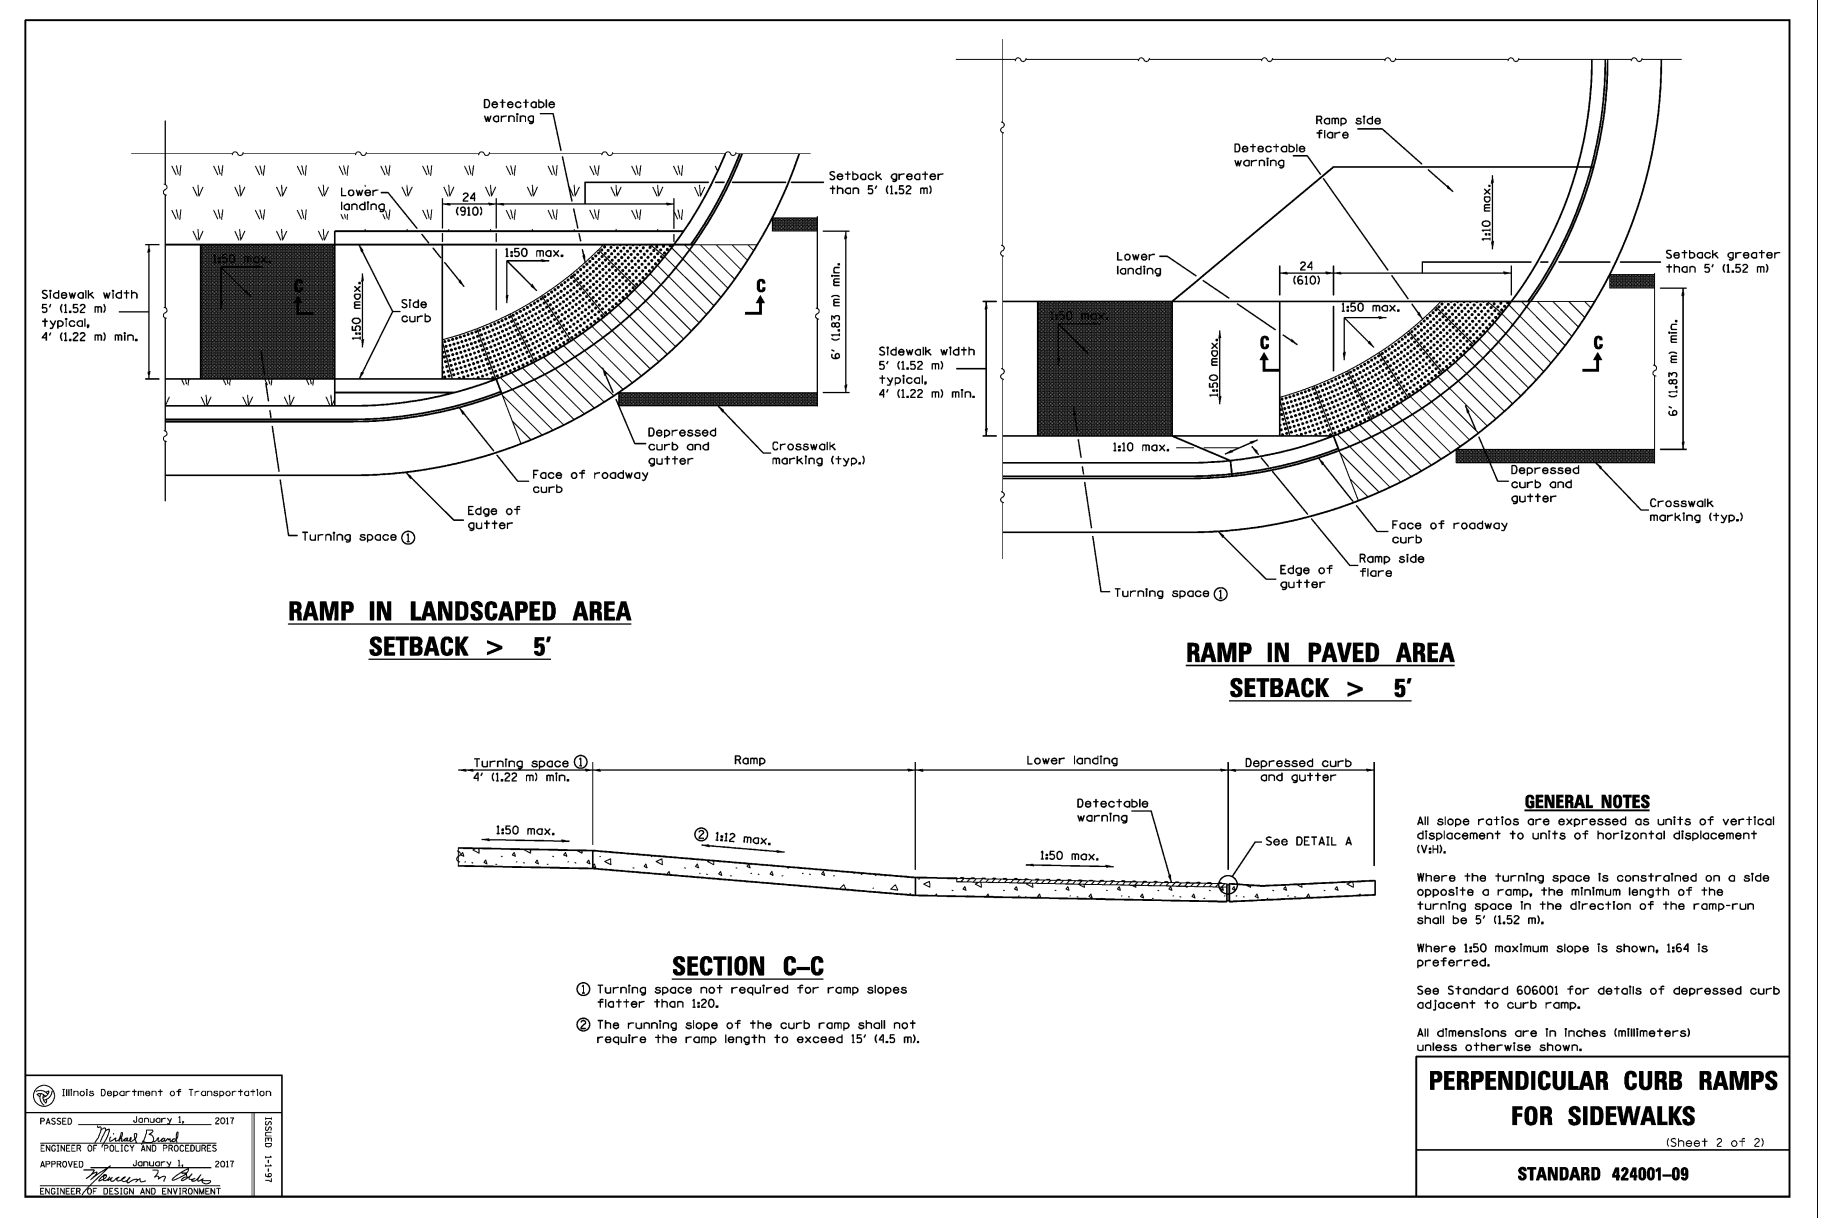 Detectable
warning
Lower
landing
24
(910)
Setback greater
than 5' (1.52 m)
1:50 max.
1:50 max.
C
C
1:50 max.
Side
curb
Sidewalk width
5' (1.52 m)
typical,
4' (1.22 m) min.
6' (1.83 m) min.
Depressed
curb and
gutter
Crosswalk
marking (typ.)
Face of roadway
curb
Edge of
gutter
Turning space ①
RAMP IN LANDSCAPED AREA
SETBACK > 5'
Ramp side
flare
Detectable
warning
1:10 max.
Lower
landing
24
(610)
Setback greater
than 5' (1.52 m)
1:50 max.
1:50 max.
C
C
1:50 max.
Sidewalk width
5' (1.52 m)
typical,
4' (1.22 m) min.
6' (1.83 m) min.
1:10 max.
Depressed
curb and
gutter
Crosswalk
marking (typ.)
Face of roadway
curb
Ramp side
flare
Edge of
gutter
Turning space ①
RAMP IN PAVED AREA
SETBACK > 5'
Turning space ①
4' (1.22 m) min.
Ramp
Lower landing
Depressed curb
and gutter
Detectable
warning
1:50 max.
② 1:12 max.
1:50 max.
See DETAIL A
SECTION C–C
① Turning space not required for ramp slopes
flatter than 1:20.
② The running slope of the curb ramp shall not
require the ramp length to exceed 15' (4.5 m).
GENERAL NOTES
All slope ratios are expressed as units of vertical
displacement to units of horizontal displacement
(V:H).
Where the turning space is constrained on a side
opposite a ramp, the minimum length of the
turning space in the direction of the ramp-run
shall be 5' (1.52 m).
Where 1:50 maximum slope is shown, 1:64 is
preferred.
See Standard 606001 for details of depressed curb
adjacent to curb ramp.
All dimensions are in inches (millimeters)
unless otherwise shown.
PERPENDICULAR CURB RAMPS
FOR SIDEWALKS
(Sheet 2 of 2)
STANDARD 424001–09
Illinois Department of Transportation
PASSED January 1, 2017
Michael Brand
ENGINEER OF POLICY AND PROCEDURES
APPROVED January 1, 2017
Maureen M
ENGINEER OF DESIGN AND ENVIRONMENT
ISSUED 1-1-97